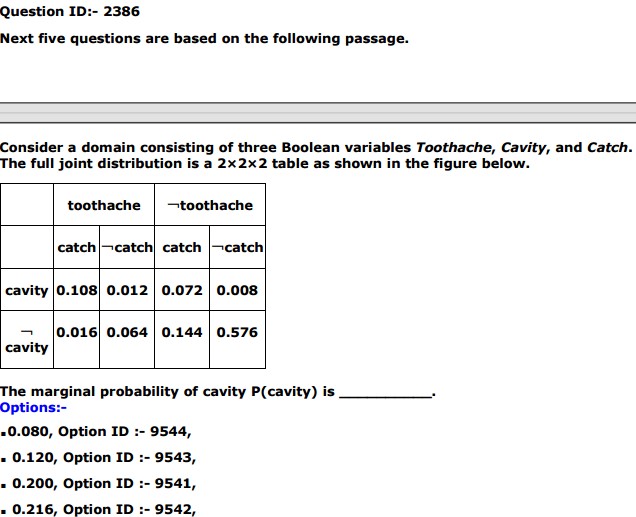 Question ID:- 2386
Next five questions are based on the following passage.
Consider a domain consisting of three Boolean variables Toothache, Cavity, and Catch.
The full joint distribution is a 2×2×2 table as shown in the figure below.
toothache ¬toothache
catch ¬catch catch ¬catch
cavity 0.108 0.012 0.072 0.008
¬ 0.016 0.064 0.144 0.576
cavity
The marginal probability of cavity P(cavity) is __________.
Options:-
▪0.080, Option ID :- 9544,
▪ 0.120, Option ID :- 9543,
▪ 0.200, Option ID :- 9541,
▪ 0.216, Option ID :- 9542,